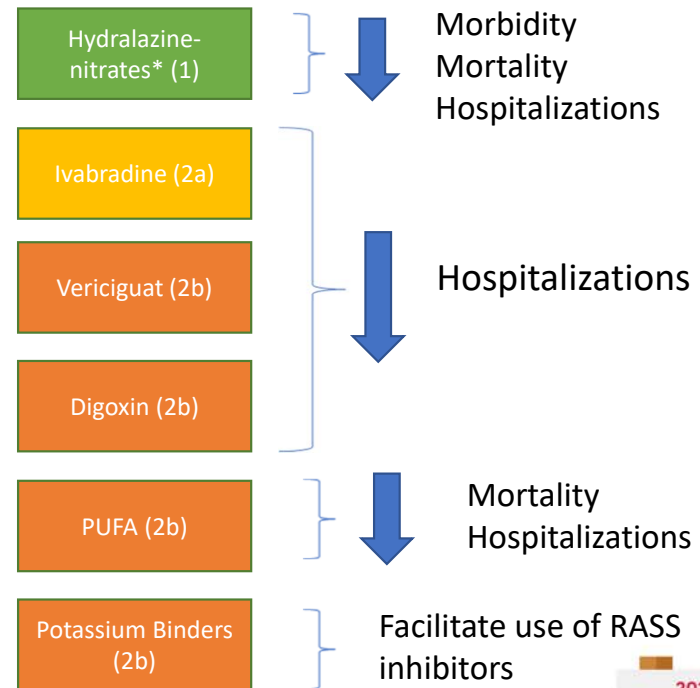 Hydralazine-
nitrates* (1)
Morbidity
Mortality
Hospitalizations
Ivabradine (2a)
Vericiguat (2b)
Hospitalizations
Digoxin (2b)
PUFA (2b)
Mortality
Hospitalizations
Potassium Binders
(2b)
Facilitate use of RASS
inhibitors